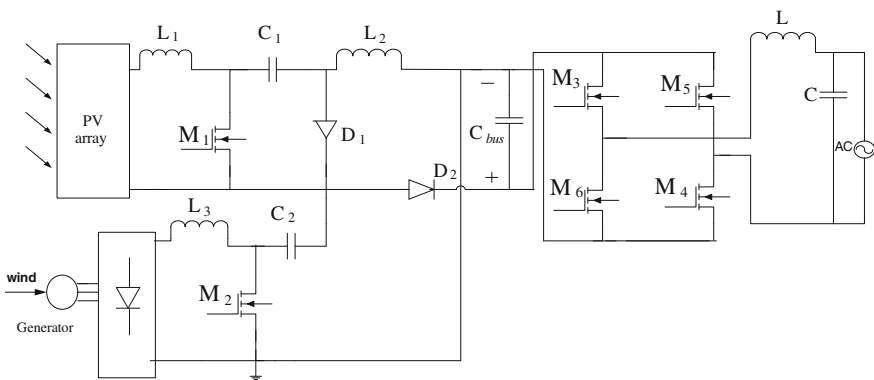 L1
C1
L2
L
PV
array
M1
D1
Cbus
−
+
D2
M3
M5
M6
M4
C
AC
L3
C2
M2
wind
Generator